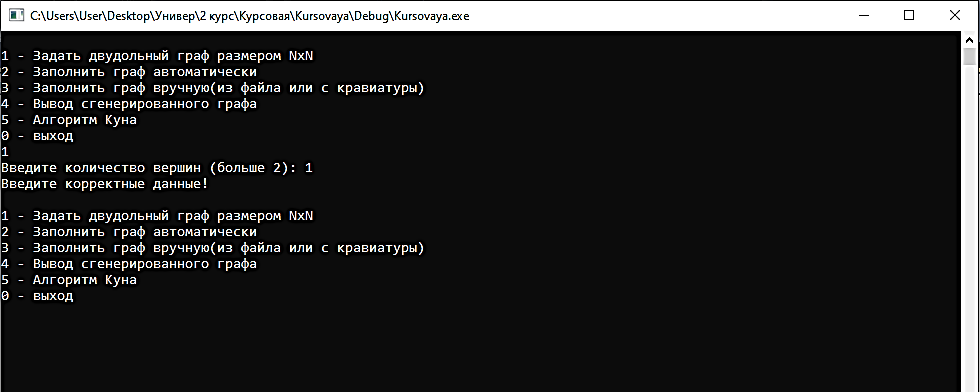 C:\Users\User\Desktop\Универ\2 курс\Курсовая\Kursovaya\Debug\Kursovaya.exe
1 - Задать двудольный граф размером NxN
2 - Заполнить граф автоматически
3 - Заполнить граф вручную(из файла или с кравиатуры)
4 - Вывод сгенерированного графа
5 - Алгоритм Куна
0 - выход
1
Введите количество вершин (больше 2): 1
Введите корректные данные!
1 - Задать двудольный граф размером NxN
2 - Заполнить граф автоматически
3 - Заполнить граф вручную(из файла или с кравиатуры)
4 - Вывод сгенерированного графа
5 - Алгоритм Куна
0 - выход